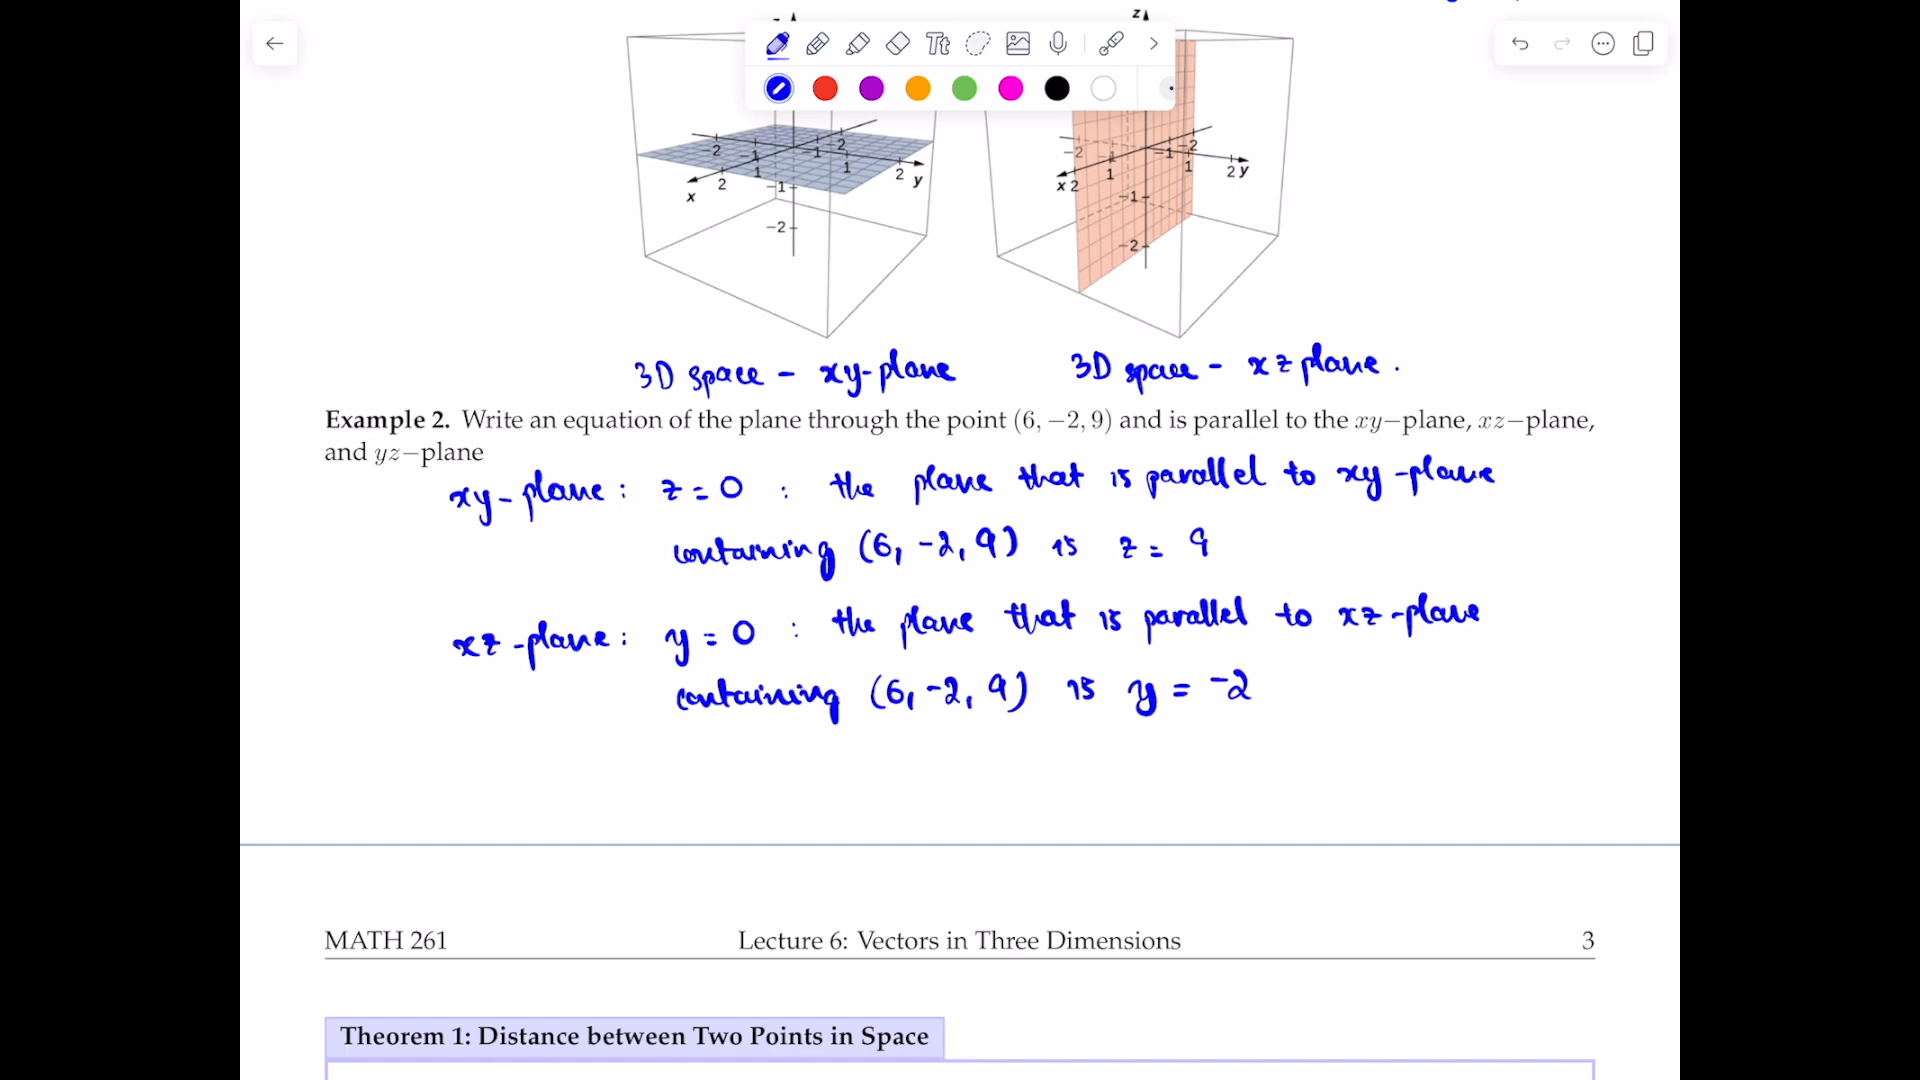 z
Tt
-2 -1 -1 -2
1 1
2 -1 2 y
x
-2
-2 -1 -1 -2
1 1 2 y
x 2
-1
-2
3D space - xy-plane 3D space - xz plane.
Example 2. Write an equation of the plane through the point (6, −2, 9) and is parallel to the xy−plane, xz−plane,
and yz−plane
xy-plane: z = 0 : the plane that is parallel to xy-plane
containing (6, -2, 9) is z = 9
xz-plane: y = 0 : the plane that is parallel to xz-plane
containing (6, -2, 9) is y = -2
MATH 261 Lecture 6: Vectors in Three Dimensions 3
Theorem 1: Distance between Two Points in Space